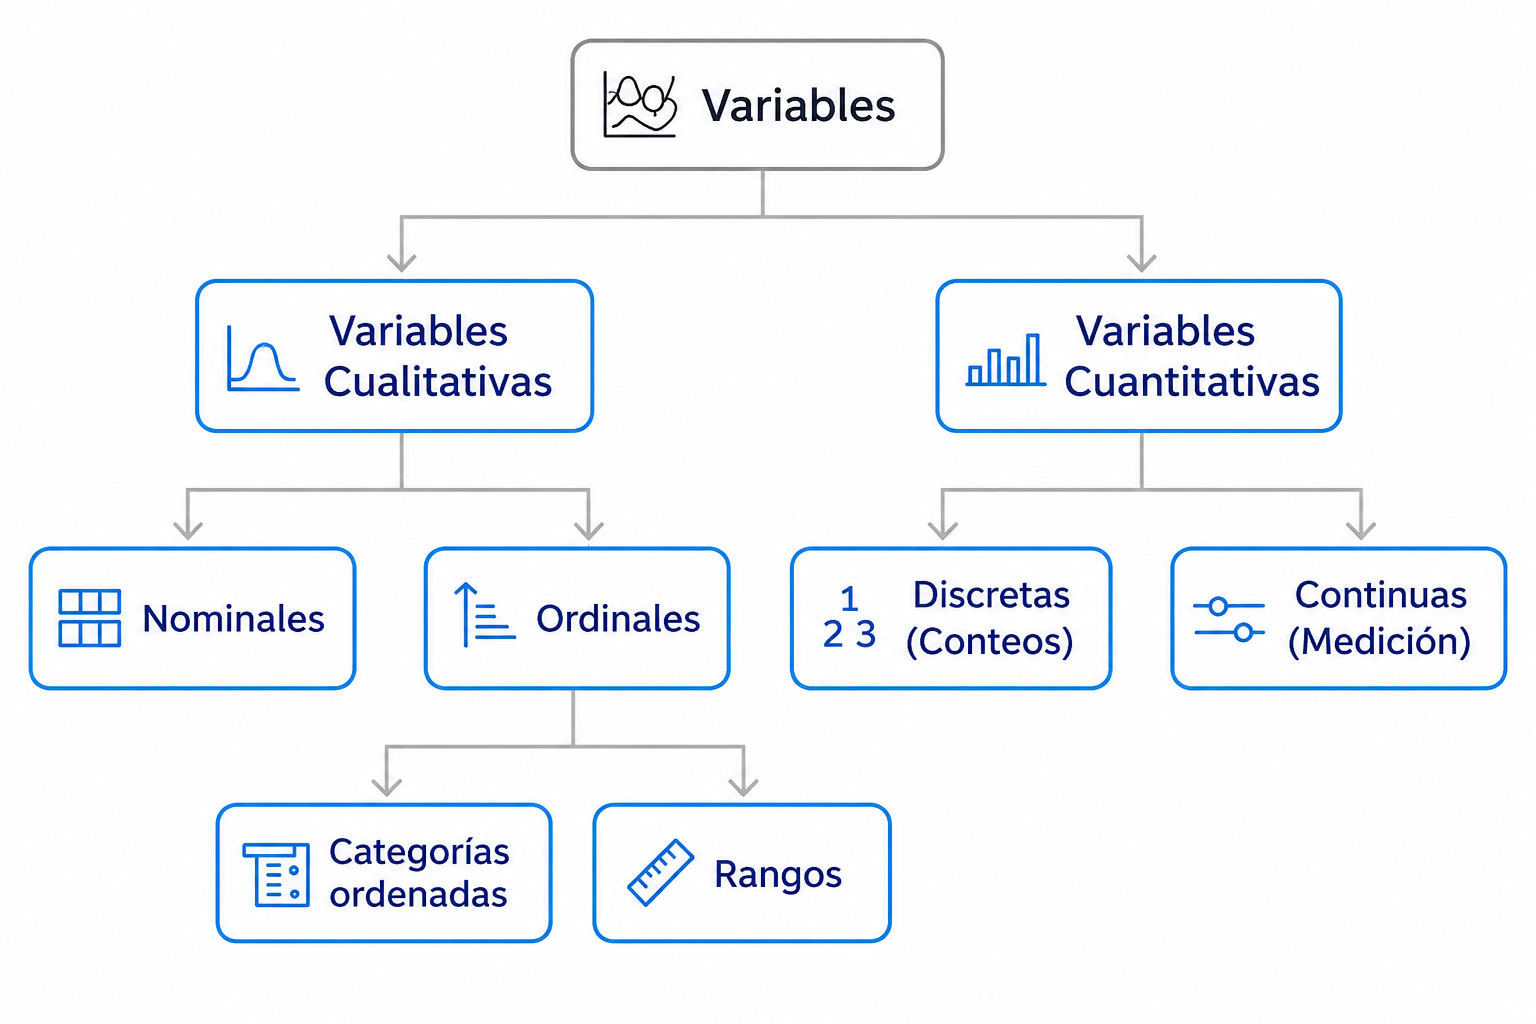 Variables
Variables
Cualitativas
Variables
Cuantitativas
Nominales
Ordinales
1
2 3
Discretas
(Conteos)
Continuas
(Medición)
Categorías
ordenadas
Rangos